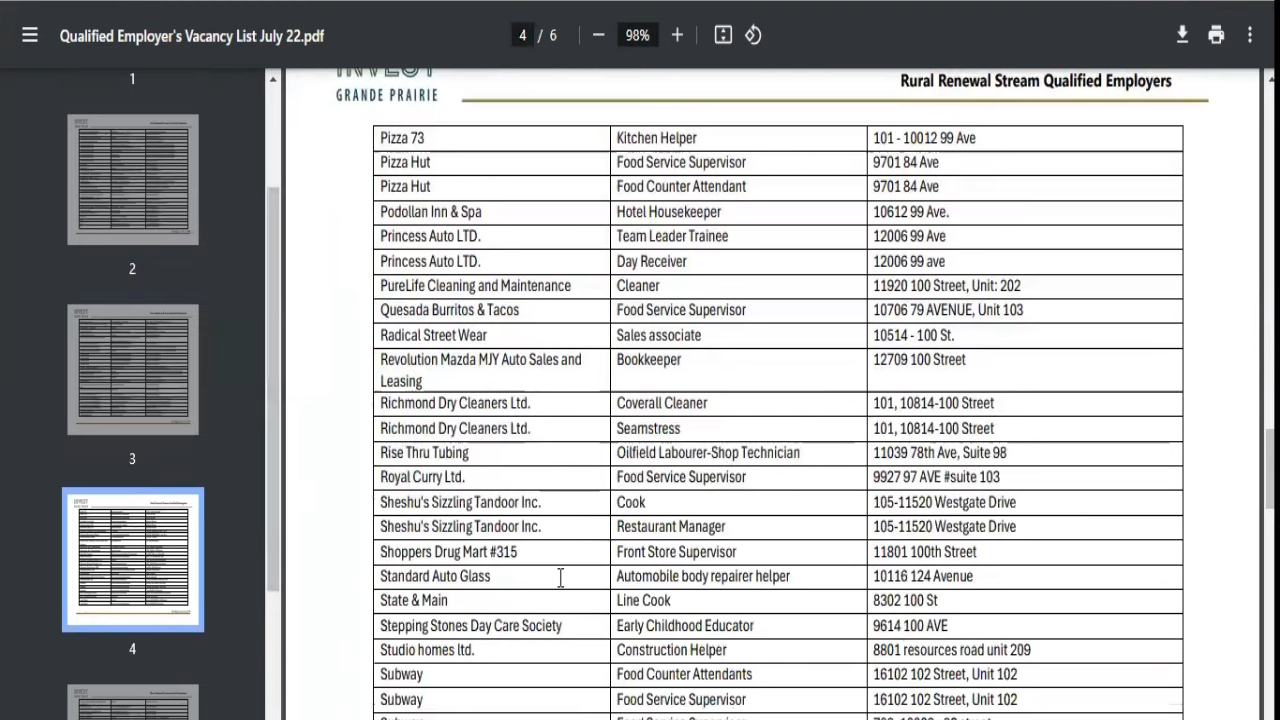 Qualified Employer's Vacancy List July 22.pdf
4 / 6
98%
1
2
3
4
INVEST
GRANDE PRAIRIE
Rural Renewal Stream Qualified Employers
Pizza 73 Kitchen Helper 101 - 10012 99 Ave
Pizza Hut Food Service Supervisor 9701 84 Ave
Pizza Hut Food Counter Attendant 9701 84 Ave
Podollan Inn & Spa Hotel Housekeeper 10612 99 Ave.
Princess Auto LTD. Team Leader Trainee 12006 99 Ave
Princess Auto LTD. Day Receiver 12006 99 ave
PureLife Cleaning and Maintenance Cleaner 11920 100 Street, Unit: 202
Quesada Burritos & Tacos Food Service Supervisor 10706 79 AVENUE, Unit 103
Radical Street Wear Sales associate 10514 - 100 St.
Revolution Mazda MJY Auto Sales and Bookkeeper 12709 100 Street
Leasing
Richmond Dry Cleaners Ltd. Coverall Cleaner 101, 10814-100 Street
Richmond Dry Cleaners Ltd. Seamstress 101, 10814-100 Street
Rise Thru Tubing Oilfield Labourer-Shop Technician 11039 78th Ave, Suite 98
Royal Curry Ltd. Food Service Supervisor 9927 97 AVE #suite 103
Sheshu's Sizzling Tandoor Inc. Cook 105-11520 Westgate Drive
Sheshu's Sizzling Tandoor Inc. Restaurant Manager 105-11520 Westgate Drive
Shoppers Drug Mart #315 Front Store Supervisor 11801 100th Street
Standard Auto Glass Automobile body repairer helper 10116 124 Avenue
State & Main Line Cook 8302 100 St
Stepping Stones Day Care Society Early Childhood Educator 9614 100 AVE
Studio homes ltd. Construction Helper 8801 resources road unit 209
Subway Food Counter Attendants 16102 102 Street, Unit 102
Subway Food Service Supervisor 16102 102 Street, Unit 102